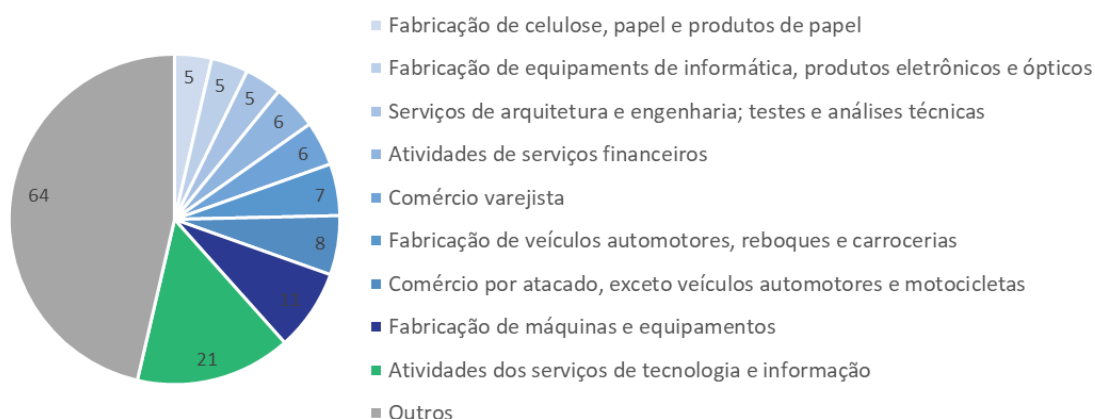 5
5
5
6
6
7
8
11
21
64
Fabricação de celulose, papel e produtos de papel
Fabricação de equipaments de informática, produtos eletrônicos e ópticos
Serviços de arquitetura e engenharia; testes e análises técnicas
Atividades de serviços financeiros
Comércio varejista
Fabricação de veículos automotores, reboques e carrocerias
Comércio por atacado, exceto veículos automotores e motocicletas
Fabricação de máquinas e equipamentos
Atividades dos serviços de tecnologia e informação
Outros